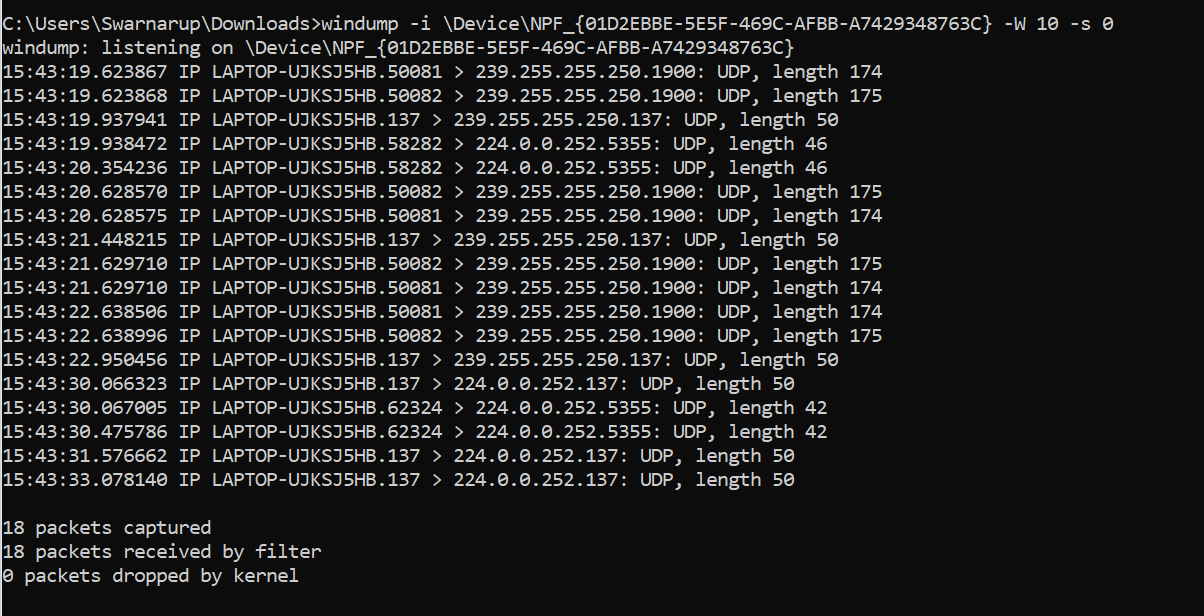 C:\Users\Swarnarup\Downloads>windump -i \Device\NPF_{01D2EBBE-5E5F-469C-AFBB-A7429348763C} -W 10 -s 0
windump: listening on \Device\NPF_{01D2EBBE-5E5F-469C-AFBB-A7429348763C}
15:43:19.623867 IP LAPTOP-UJKSJ5HB.50081 > 239.255.255.250.1900: UDP, length 174
15:43:19.623868 IP LAPTOP-UJKSJ5HB.50082 > 239.255.255.250.1900: UDP, length 175
15:43:19.937941 IP LAPTOP-UJKSJ5HB.137 > 239.255.255.250.137: UDP, length 50
15:43:19.938472 IP LAPTOP-UJKSJ5HB.58282 > 224.0.0.252.5355: UDP, length 46
15:43:20.354236 IP LAPTOP-UJKSJ5HB.58282 > 224.0.0.252.5355: UDP, length 46
15:43:20.628570 IP LAPTOP-UJKSJ5HB.50082 > 239.255.255.250.1900: UDP, length 175
15:43:20.628575 IP LAPTOP-UJKSJ5HB.50081 > 239.255.255.250.1900: UDP, length 174
15:43:21.448215 IP LAPTOP-UJKSJ5HB.137 > 239.255.255.250.137: UDP, length 50
15:43:21.629710 IP LAPTOP-UJKSJ5HB.50082 > 239.255.255.250.1900: UDP, length 175
15:43:21.629710 IP LAPTOP-UJKSJ5HB.50081 > 239.255.255.250.1900: UDP, length 174
15:43:22.638506 IP LAPTOP-UJKSJ5HB.50081 > 239.255.255.250.1900: UDP, length 174
15:43:22.638996 IP LAPTOP-UJKSJ5HB.50082 > 239.255.255.250.1900: UDP, length 175
15:43:22.950456 IP LAPTOP-UJKSJ5HB.137 > 239.255.255.250.137: UDP, length 50
15:43:30.066323 IP LAPTOP-UJKSJ5HB.137 > 224.0.0.252.137: UDP, length 50
15:43:30.067005 IP LAPTOP-UJKSJ5HB.62324 > 224.0.0.252.5355: UDP, length 42
15:43:30.475786 IP LAPTOP-UJKSJ5HB.62324 > 224.0.0.252.5355: UDP, length 42
15:43:31.576662 IP LAPTOP-UJKSJ5HB.137 > 224.0.0.252.137: UDP, length 50
15:43:33.078140 IP LAPTOP-UJKSJ5HB.137 > 224.0.0.252.137: UDP, length 50
18 packets captured
18 packets received by filter
0 packets dropped by kernel